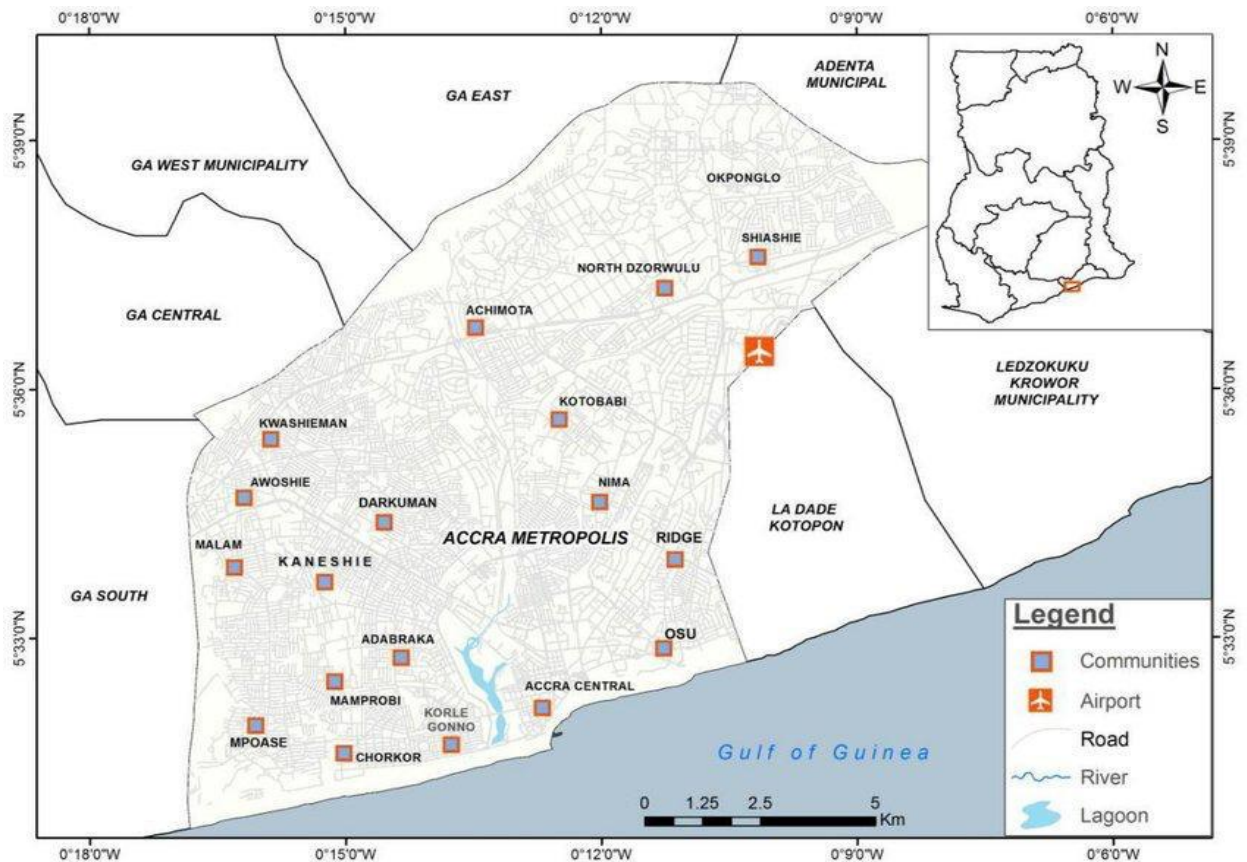 0°18'0"W 0°15'0"W 0°12'0"W 0°9'0"W 0°6'0"W
ADENTA
MUNICIPAL
GA EAST
N
W E
S
5°39'0"N 5°39'0"N
GA WEST MUNICIPALITY
OKPONGLO
SHIASHIE
NORTH DZORWULU
GA CENTRAL
ACHIMOTA
LEDZOKUKU
KROWOR
MUNICIPALITY
5°36'0"N 5°36'0"N
KOTOBABI
KWASHIEMAN
AWOSHIE
NIMA
DARKUMAN
LA DADE
KOTOPON
ACCRA METROPOLIS
RIDGE
MALAM
KANESHIE
GA SOUTH
5°33'0"N 5°33'0"N
ADABRAKA
OSU
ACCRA CENTRAL
MAMPROBI
KORLE
GONNO
MPOASE
CHORKOR
Gulf of Guinea
0 1.25 2.5 5
Km
Legend
Communities
Airport
Road
River
Lagoon
0°18'0"W 0°15'0"W 0°12'0"W 0°9'0"W 0°6'0"W